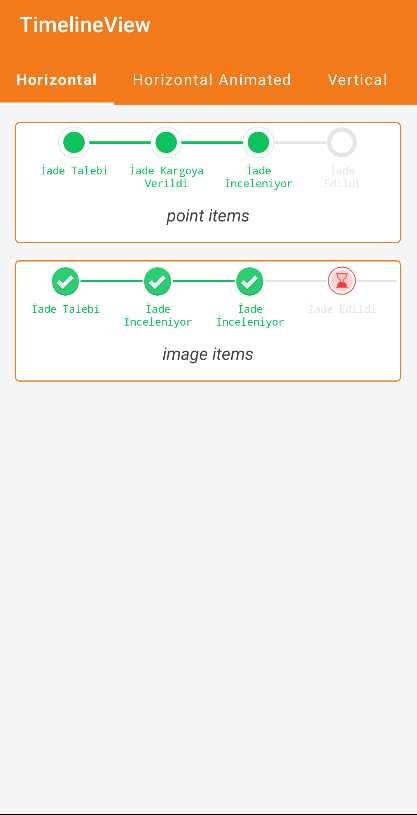 TimelineView
Horizontal Horizontal Animated Vertical
İade Talebi İade Kargoya İade İade
Verildi İnceleniyor Edildi
point items
İade Talebi İade İade İade Edildi
İnceleniyor İnceleniyor
image items